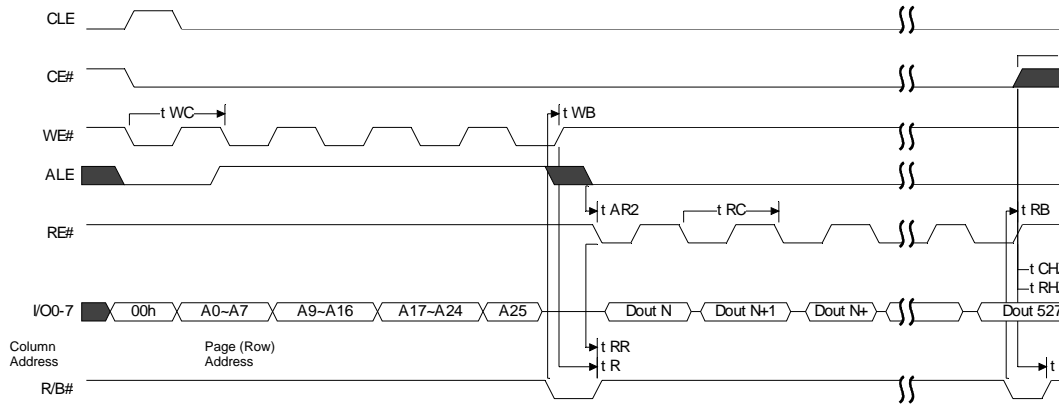 CLE
CE#
t WC
t WB
WE#
ALE
t AR2
t RC
t RB
RE#
t CH
t RH
I/O0-7
00h
A0~A7
A9~A16
A17~A24
A25
Dout N
Dout N+1
Dout N+
Dout 527
Column
Address
Page (Row)
Address
t RR
t R
t
R/B#